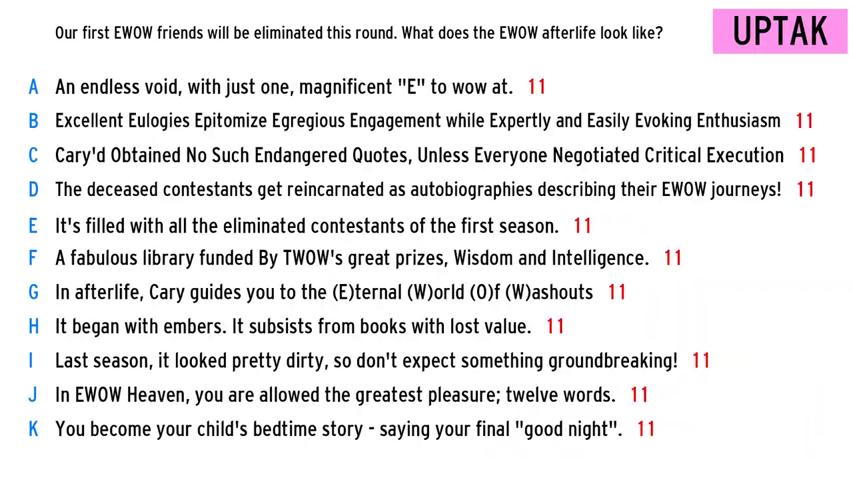 Our first EWOW friends will be eliminated this round. What does the EWOW afterlife look like?
UPTAK
A An endless void, with just one, magnificent "E" to wow at. 11
B Excellent Eulogies Epitomize Egregious Engagement while Expertly and Easily Evoking Enthusiasm 11
C Cary'd Obtained No Such Endangered Quotes, Unless Everyone Negotiated Critical Execution 11
D The deceased contestants get reincarnated as autobiographies describing their EWOW journeys! 11
E It's filled with all the eliminated contestants of the first season. 11
F A fabulous library funded By TWOW's great prizes, Wisdom and Intelligence. 11
G In afterlife, Cary guides you to the (E)ternal (W)orld (O)f (W)ashouts 11
H It began with embers. It subsists from books with lost value. 11
I Last season, it looked pretty dirty, so don't expect something groundbreaking! 11
J In EWOW Heaven, you are allowed the greatest pleasure; twelve words. 11
K You become your child's bedtime story - saying your final "good night". 11